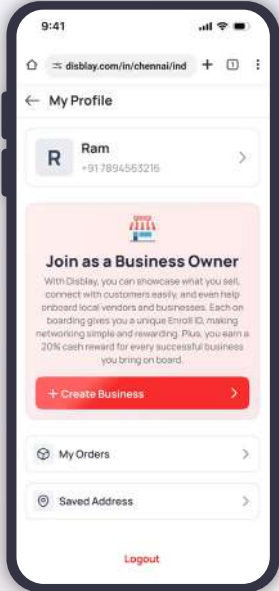 9:41
disblay.com/in/chennai/ind
1
My Profile
R
Ram
+91 7894563216
Join as a Business Owner
With Disblay, you can showcase what you sell,
connect with customers easily, and even help
onboard local vendors and businesses. Each on
boarding gives you a unique Enroll ID, making
networking simple and rewarding. Plus, you earn a
20% cash reward for every successful business
you bring on board.
+ Create Business
My Orders
Saved Address
Logout